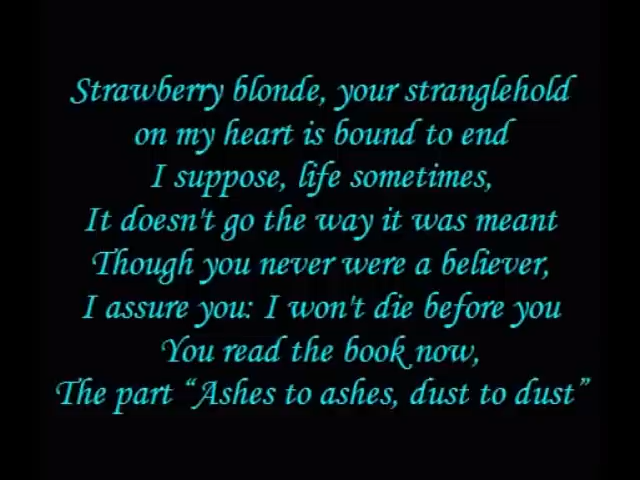 Strawberry blonde, your stranglehold
on my heart is bound to end
I suppose, life sometimes,
It doesn't go the way it was meant
Though you never were a believer,
I assure you: I won't die before you
You read the book now,
The part “Ashes to ashes, dust to dust”